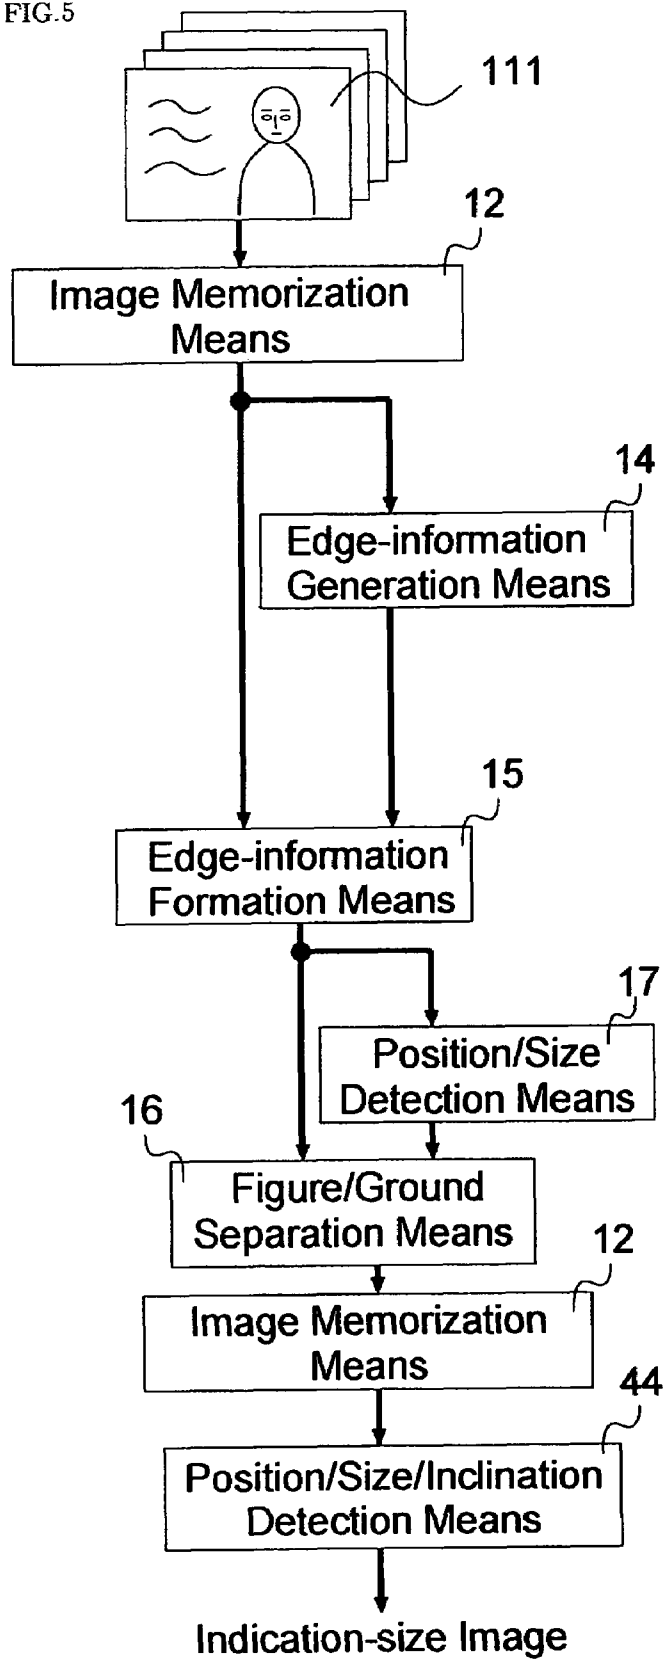 FIG.5
111
12
Image Memorization
Means
14
Edge-information
Generation Means
15
Edge-information
Formation Means
17
Position/Size
Detection Means
16
Figure/Ground
Separation Means
12
Image Memorization
Means
44
Position/Size/Inclination
Detection Means
Indication-size Image